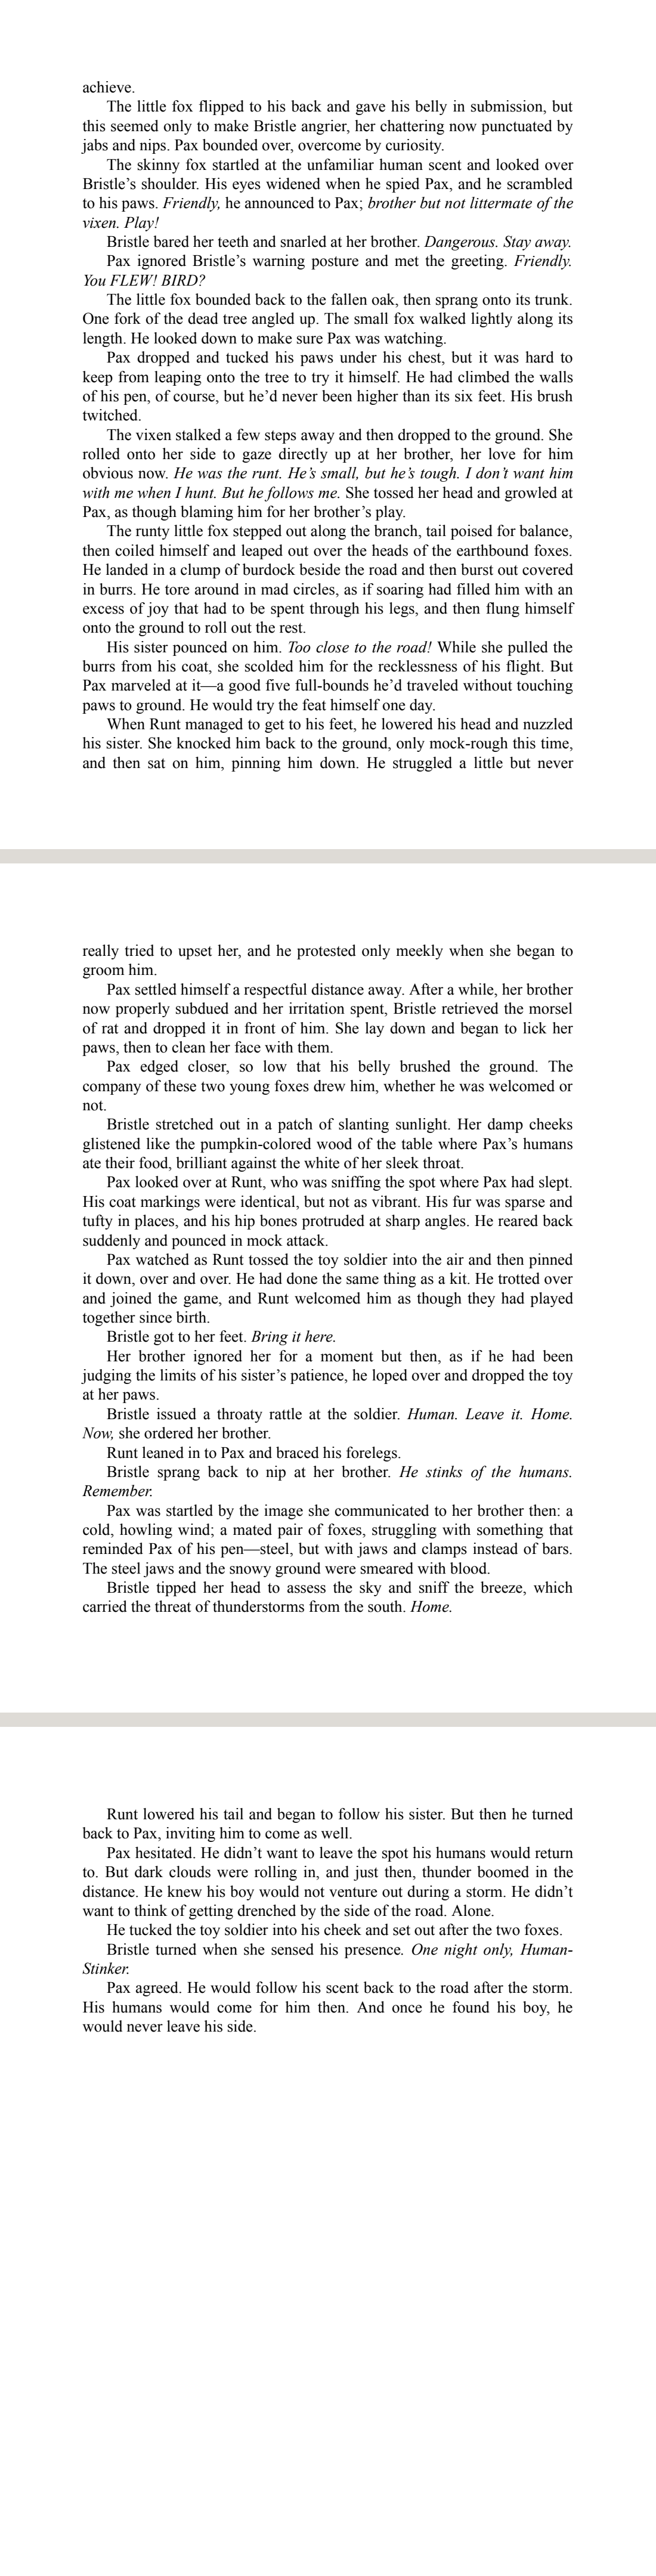 achieve.
The little fox flipped to his back and gave his belly in submission, but
this seemed only to make Bristle angrier, her chattering now punctuated by
jabs and nips. Pax bounded over, overcome by curiosity.
The skinny fox startled at the unfamiliar human scent and looked over
Bristle’s shoulder. His eyes widened when he spied Pax, and he scrambled
to his paws. Friendly, he announced to Pax; brother but not littermate of the
vixen. Play!
Bristle bared her teeth and snarled at her brother. Dangerous. Stay away.
Pax ignored Bristle’s warning posture and met the greeting. Friendly.
You FLEW! BIRD?
The little fox bounded back to the fallen oak, then sprang onto its trunk.
One fork of the dead tree angled up. The small fox walked lightly along its
length. He looked down to make sure Pax was watching.
Pax dropped and tucked his paws under his chest, but it was hard to
keep from leaping onto the tree to try it himself. He had climbed the walls
of his pen, of course, but he’d never been higher than its six feet. His brush
twitched.
The vixen stalked a few steps away and then dropped to the ground. She
rolled onto her side to gaze directly up at her brother, her love for him
obvious now. He was the runt. He’s small, but he’s tough. I don’t want him
with me when I hunt. But he follows me. She tossed her head and growled at
Pax, as though blaming him for her brother’s play.
The runty little fox stepped out along the branch, tail poised for balance,
then coiled himself and leaped out over the heads of the earthbound foxes.
He landed in a clump of burdock beside the road and then burst out covered
in burrs. He tore around in mad circles, as if soaring had filled him with an
excess of joy that had to be spent through his legs, and then flung himself
onto the ground to roll out the rest.
His sister pounced on him. Too close to the road! While she pulled the
burrs from his coat, she scolded him for the recklessness of his flight. But
Pax marveled at it—a good five full-bounds he’d traveled without touching
paws to ground. He would try the feat himself one day.
When Runt managed to get to his feet, he lowered his head and nuzzled
his sister. She knocked him back to the ground, only mock-rough this time,
and then sat on him, pinning him down. He struggled a little but never
really tried to upset her, and he protested only meekly when she began to
groom him.
Pax settled himself a respectful distance away. After a while, her brother
now properly subdued and her irritation spent, Bristle retrieved the morsel
of rat and dropped it in front of him. She lay down and began to lick her
paws, then to clean her face with them.
Pax edged closer, so low that his belly brushed the ground. The
company of these two young foxes drew him, whether he was welcomed or
not.
Bristle stretched out in a patch of slanting sunlight. Her damp cheeks
glistened like the pumpkin-colored wood of the table where Pax’s humans
ate their food, brilliant against the white of her sleek throat.
Pax looked over at Runt, who was sniffing the spot where Pax had slept.
His coat markings were identical, but not as vibrant. His fur was sparse and
tufty in places, and his hip bones protruded at sharp angles. He reared back
suddenly and pounced in mock attack.
Pax watched as Runt tossed the toy soldier into the air and then pinned
it down, over and over. He had done the same thing as a kit. He trotted over
and joined the game, and Runt welcomed him as though they had played
together since birth.
Bristle got to her feet. Bring it here.
Her brother ignored her for a moment but then, as if he had been
judging the limits of his sister’s patience, he loped over and dropped the toy
at her paws.
Bristle issued a throaty rattle at the soldier. Human. Leave it. Home.
Now, she ordered her brother.
Runt leaned in to Pax and braced his forelegs.
Bristle sprang back to nip at her brother. He stinks of the humans.
Remember.
Pax was startled by the image she communicated to her brother then: a
cold, howling wind; a mated pair of foxes, struggling with something that
reminded Pax of his pen—steel, but with jaws and clamps instead of bars.
The steel jaws and the snowy ground were smeared with blood.
Bristle tipped her head to assess the sky and sniff the breeze, which
carried the threat of thunderstorms from the south. Home.
Runt lowered his tail and began to follow his sister. But then he turned
back to Pax, inviting him to come as well.
Pax hesitated. He didn’t want to leave the spot his humans would return
to. But dark clouds were rolling in, and just then, thunder boomed in the
distance. He knew his boy would not venture out during a storm. He didn’t
want to think of getting drenched by the side of the road. Alone.
He tucked the toy soldier into his cheek and set out after the two foxes.
Bristle turned when she sensed his presence. One night only, Human-
Stinker.
Pax agreed. He would follow his scent back to the road after the storm.
His humans would come for him then. And once he found his boy, he
would never leave his side.